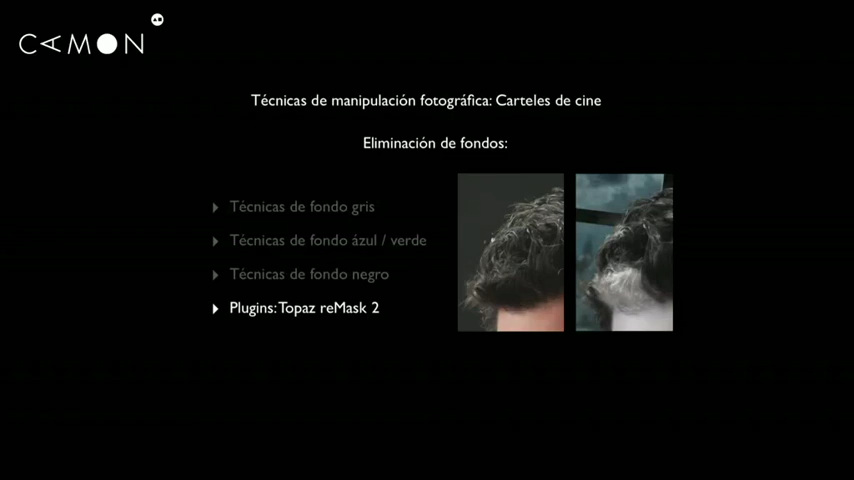 CAMON
Técnicas de manipulación fotográfica: Carteles de cine
Eliminación de fondos:
Técnicas de fondo gris
Técnicas de fondo ázul / verde
Técnicas de fondo negro
Plugins: Topaz reMask 2